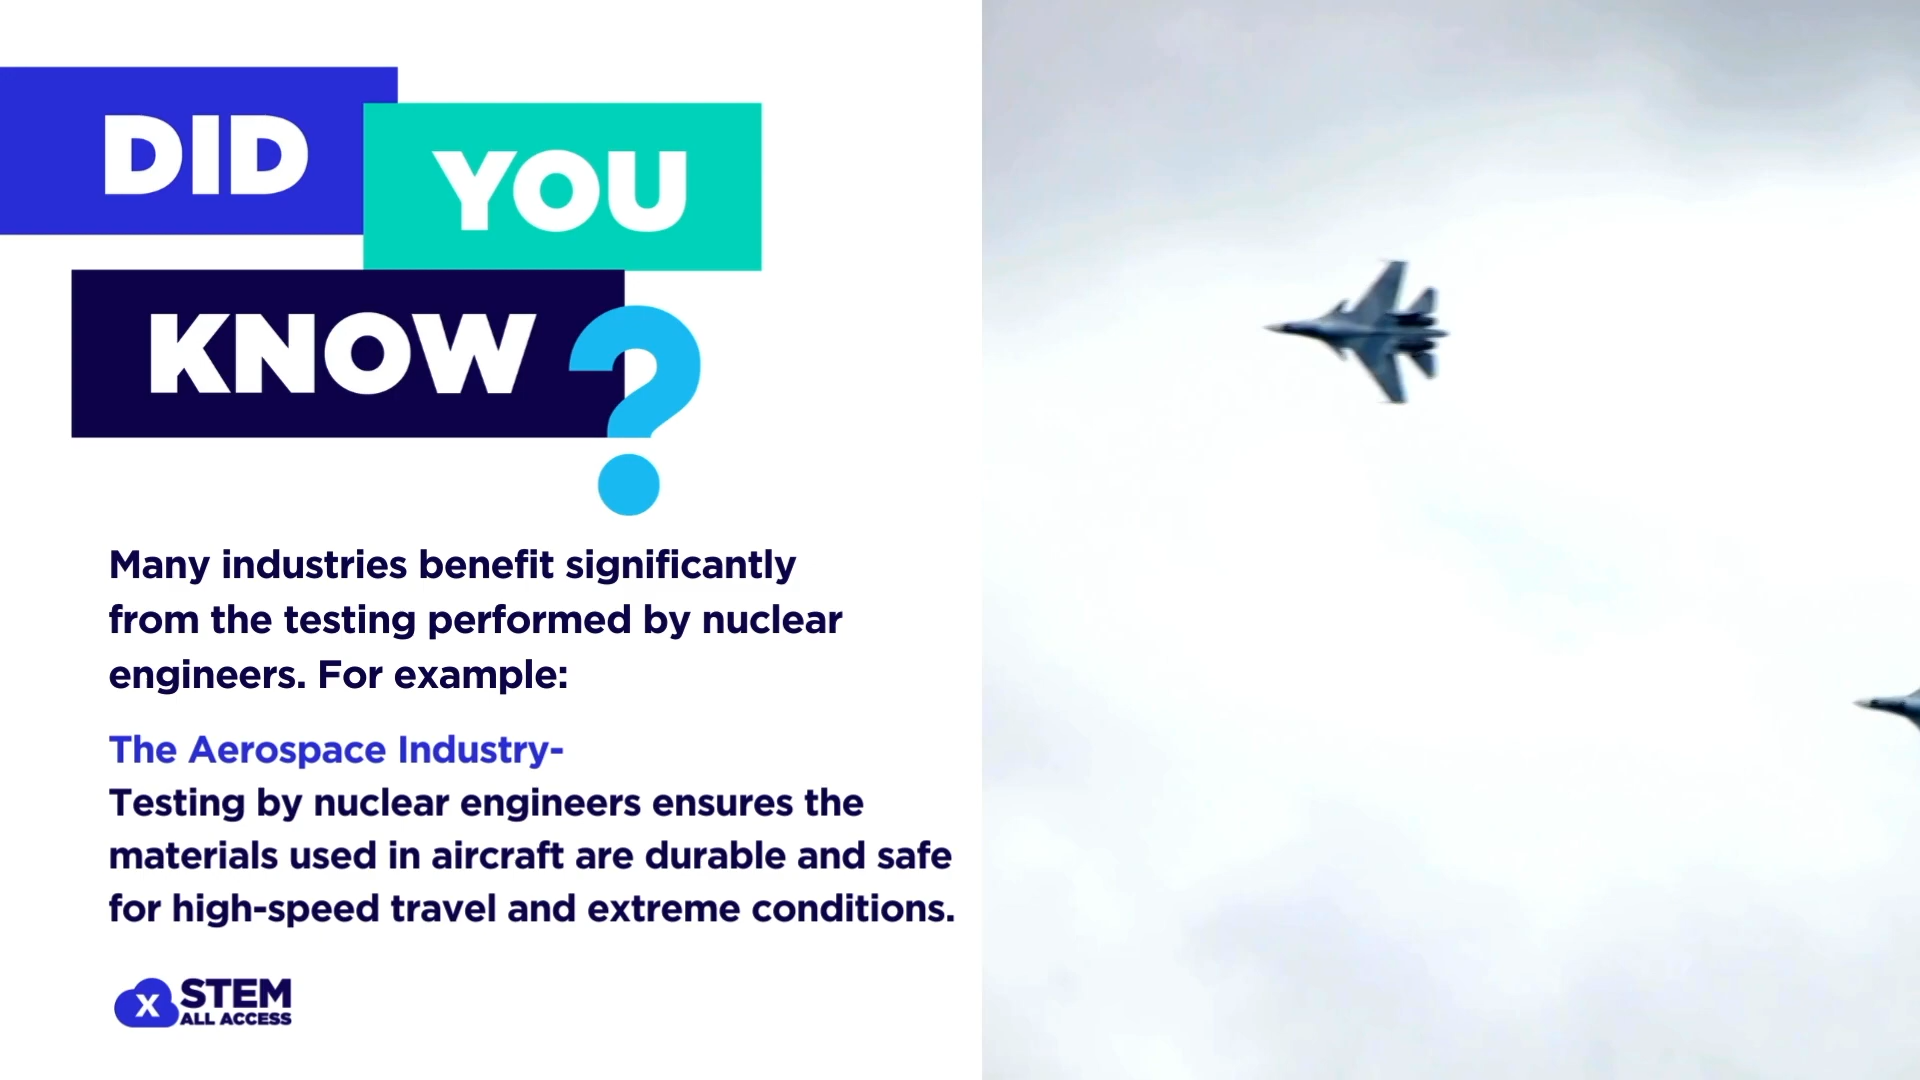 DID
YOU
KNOW?
Many industries benefit significantly
from the testing performed by nuclear
engineers. For example:
The Aerospace Industry-
Testing by nuclear engineers ensures the
materials used in aircraft are durable and safe
for high-speed travel and extreme conditions.
X STEM
ALL ACCESS